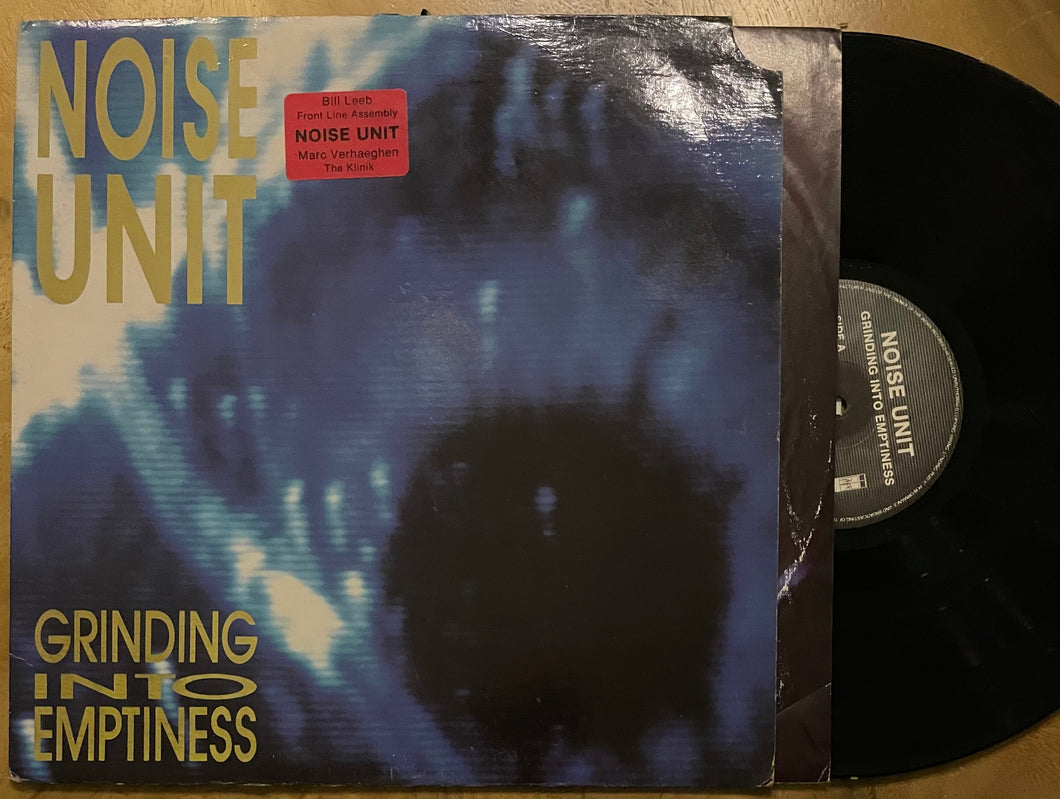 NOISE
UNIT
Bill Leeb
Front Line Assembly
NOISE UNIT
Marc Verhaeghen
The Klinik
GRINDING
INTO
EMPTINESS
NOISE UNIT
GRINDING INTO EMPTINESS
SIDE A